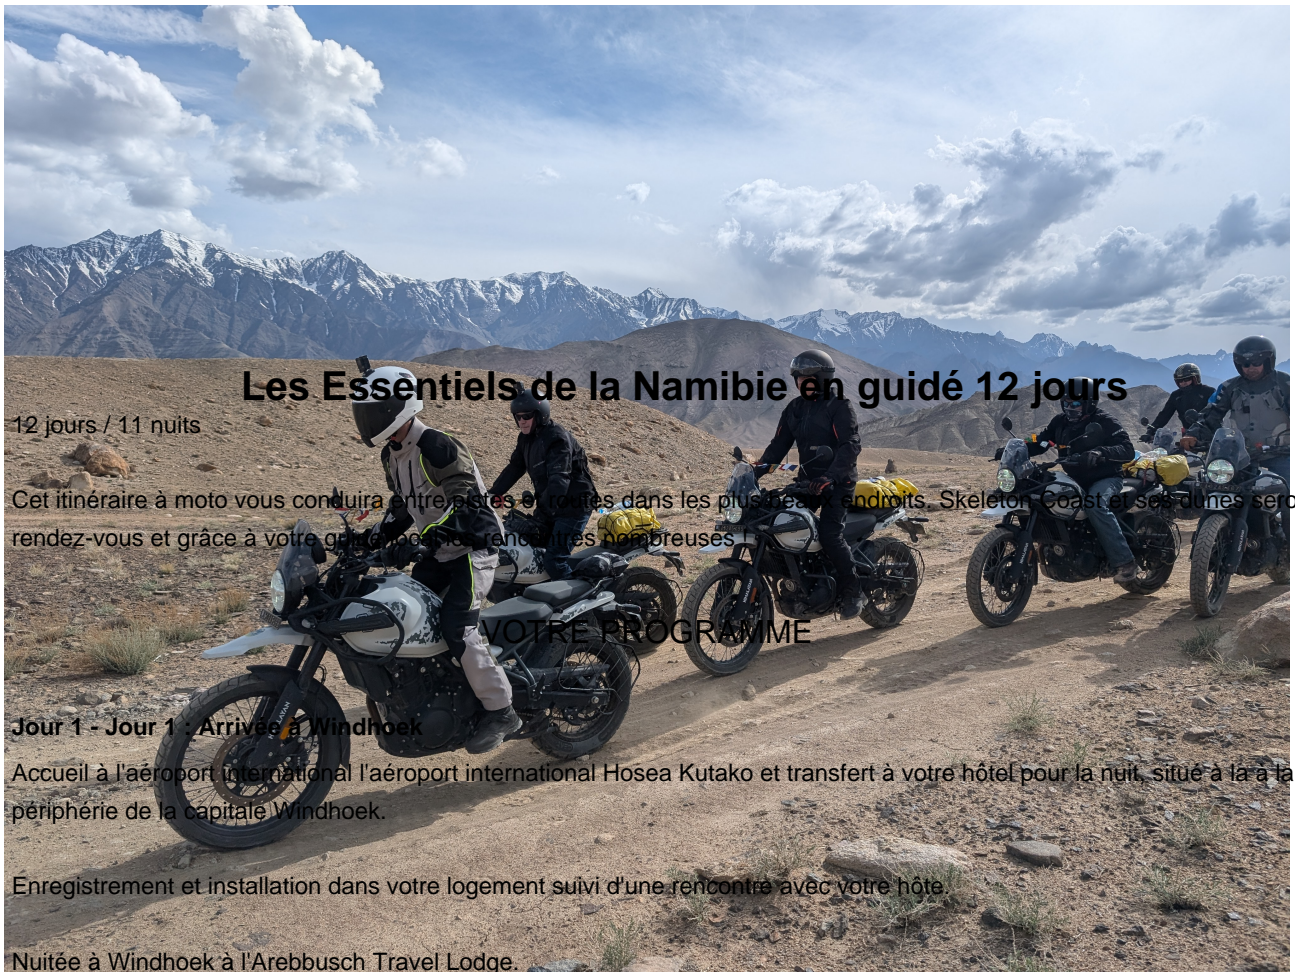 Les Essentiels de la Namibie en guidé 12 jours
12 jours / 11 nuits
Cet itinéraire à moto vous conduira entre pistes et routes dans les plus beaux endroits. Skeleton Coast et ses dunes sero
rendez-vous et grâce à votre guide local les rencontres nombreuses !
VOTRE PROGRAMME
Jour 1 - Jour 1 : Arrivée à Windhoek
Accueil à l'aéroport international l'aéroport international Hosea Kutako et transfert à votre hôtel pour la nuit, situé à la à la
périphérie de la capitale Windhoek.
Enregistrement et installation dans votre logement suivi d'une rencontre avec votre hôte.
Nuitée à Windhoek à l'Arebbusch Travel Lodge.